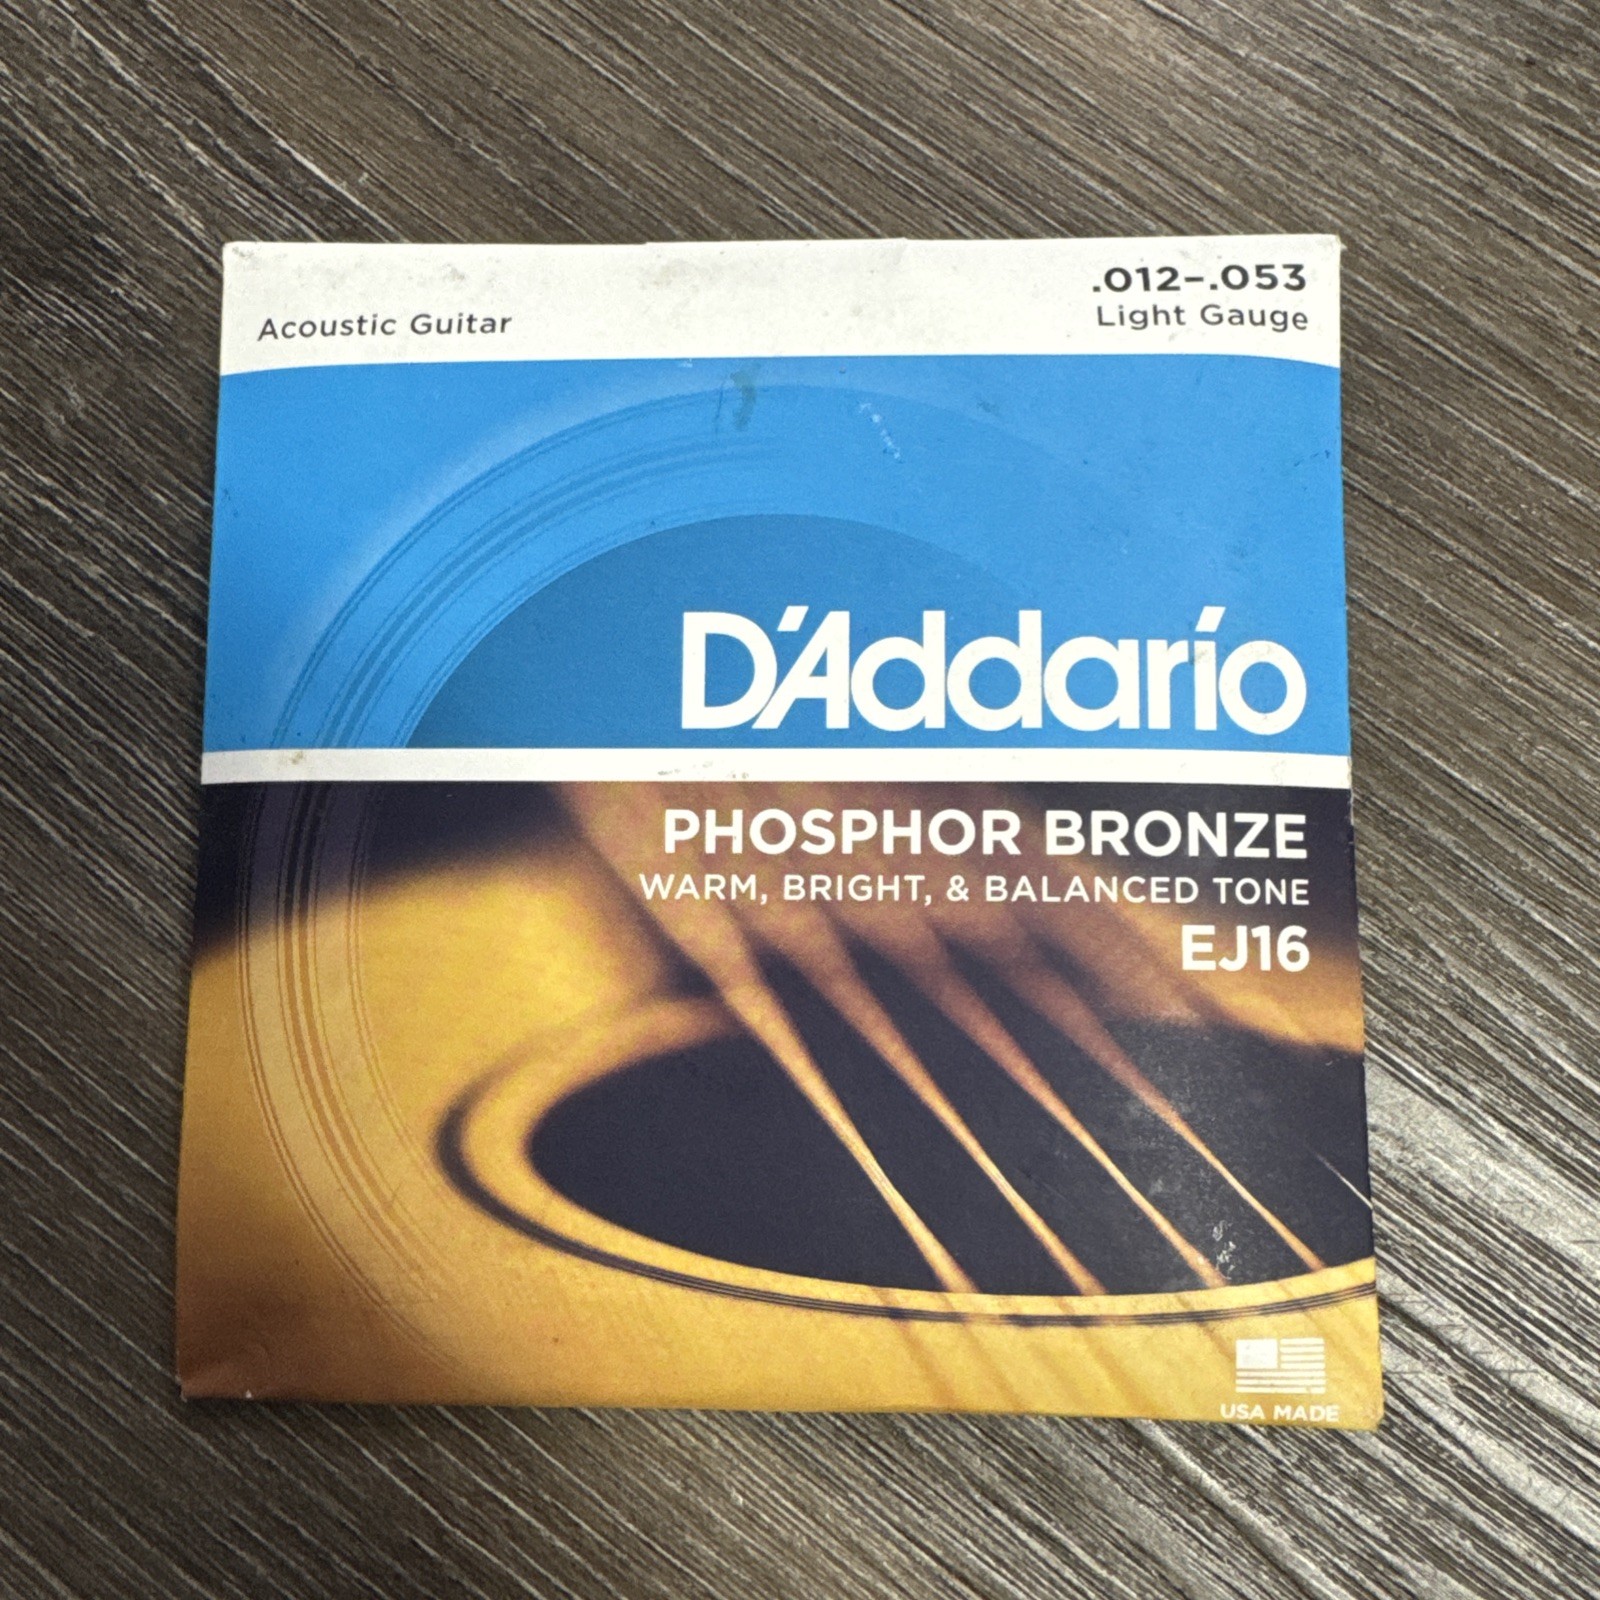 .012–.053
Acoustic Guitar
Light Gauge
D'Addario
PHOSPHOR BRONZE
WARM, BRIGHT, & BALANCED TONE
EJ16
USA MADE